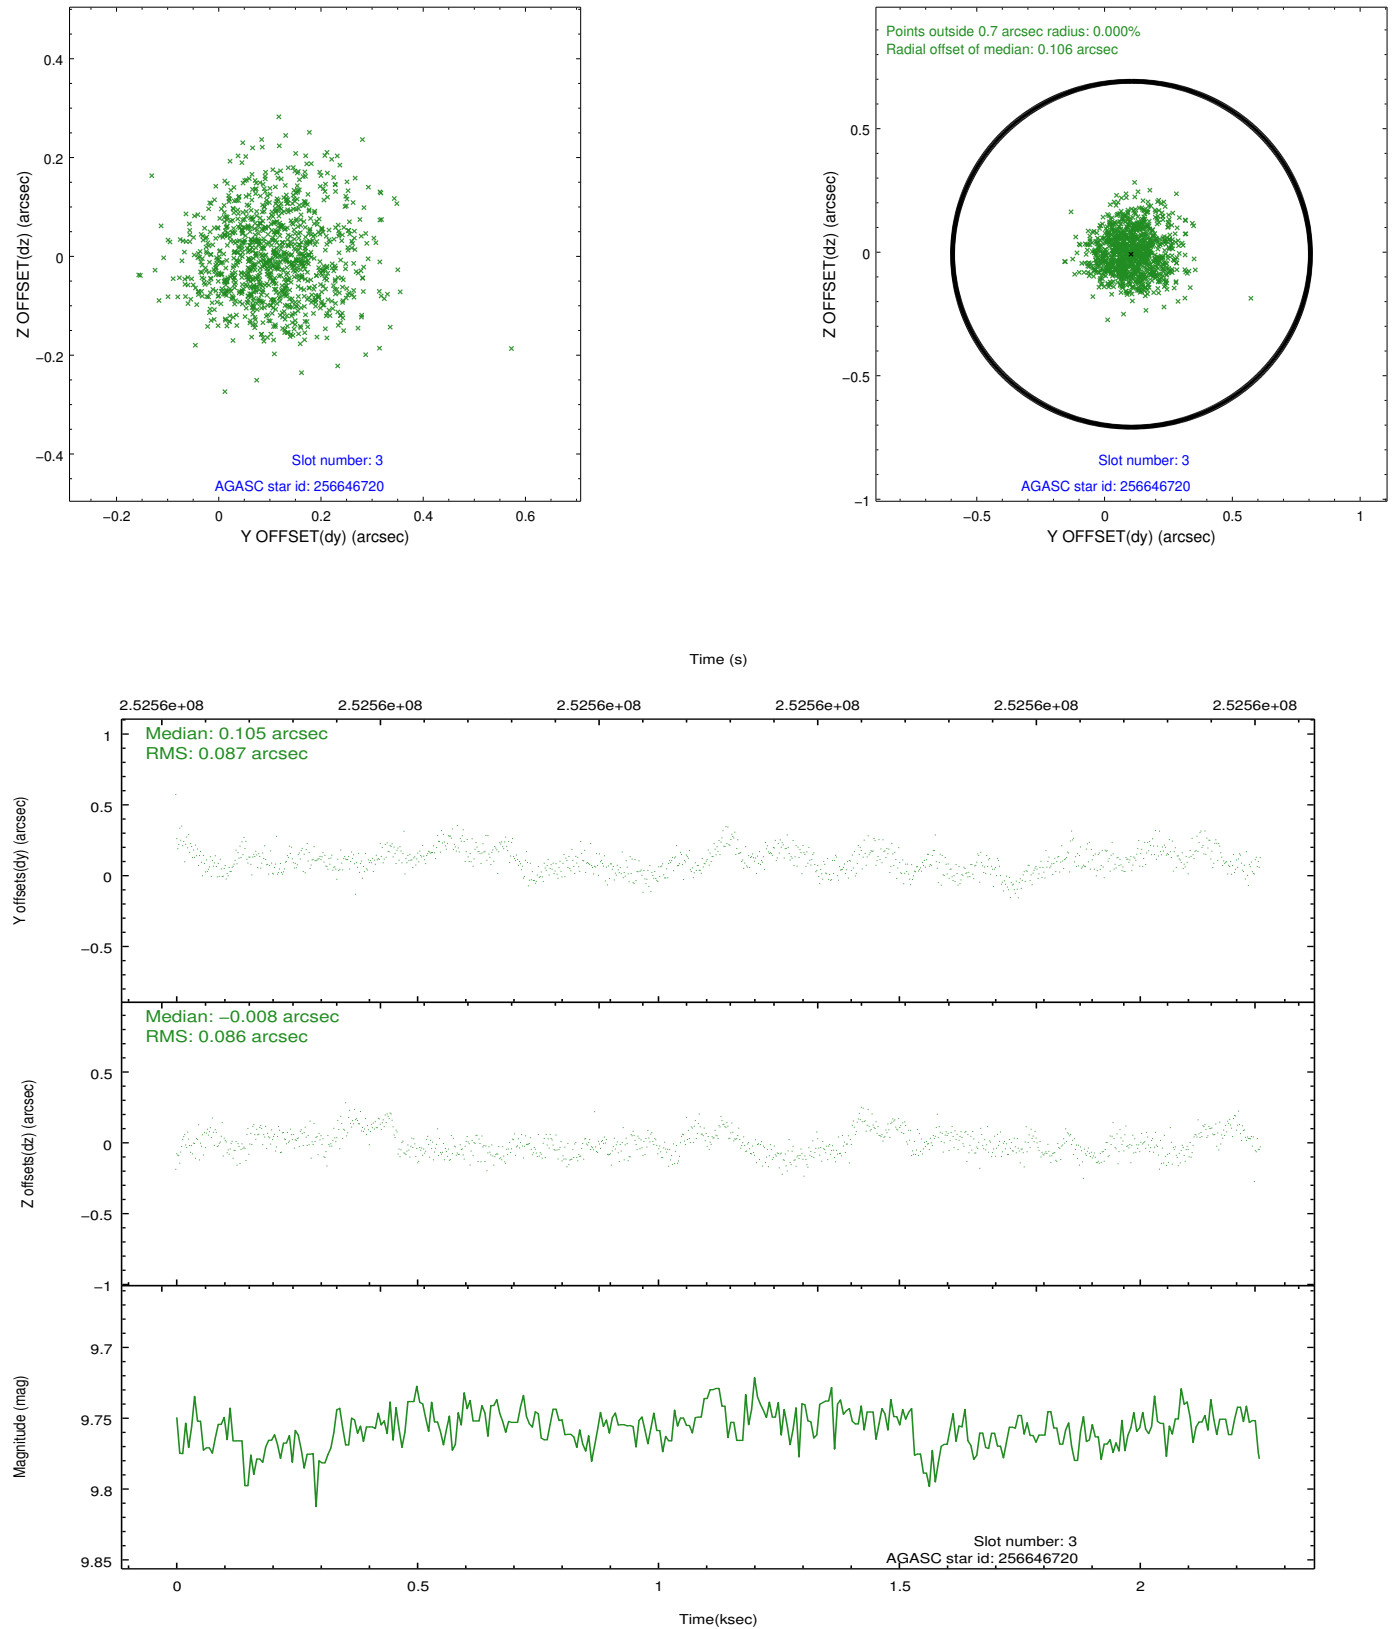 0.4
0.2
0
−0.2
−0.4
Z OFFSET(dz) (arcsec)
Slot number: 3
AGASC star id: 256646720
−0.2
0
0.2
0.4
0.6
Y OFFSET(dy) (arcsec)
Points outside 0.7 arcsec radius: 0.000%
Radial offset of median: 0.106 arcsec
0.5
0
−0.5
−1
Z OFFSET(dz) (arcsec)
Slot number: 3
AGASC star id: 256646720
−0.5
0
0.5
1
Y OFFSET(dy) (arcsec)
Time (s)
2.5256e+08
2.5256e+08
2.5256e+08
2.5256e+08
2.5256e+08
2.5256e+08
Median: 0.105 arcsec
RMS: 0.087 arcsec
1
0.5
0
−0.5
Y offsets(dy) (arcsec)
Median: −0.008 arcsec
RMS: 0.086 arcsec
0.5
0
−0.5
−1
Z offsets(dz) (arcsec)
9.7
9.75
9.8
9.85
Magnitude (mag)
Slot number: 3
AGASC star id: 256646720
0
0.5
1
1.5
2
Time(ksec)